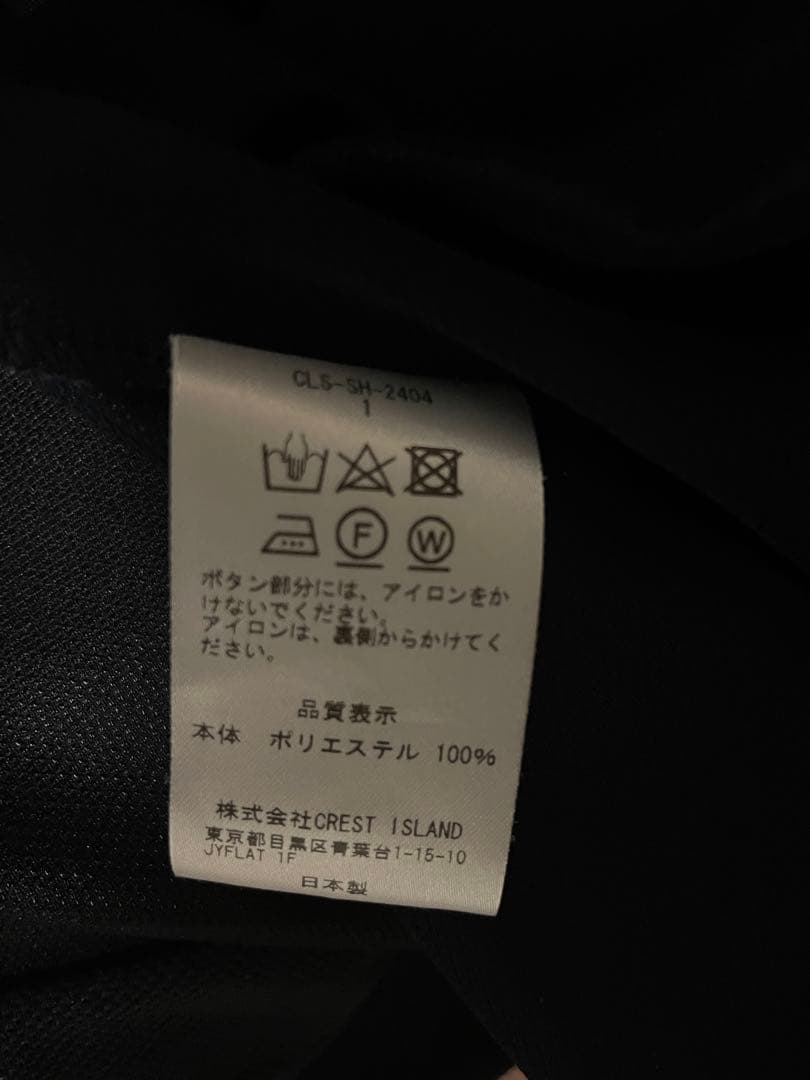 CLS-SH-2404
1
F W
ボタン部分には、アイロンをか
けないでください。
アイロンは、裏側からかけてく
ださい。
品質表示
本体 ポリエステル 100%
株式会社CREST ISLAND
東京都目黒区青葉台1-15-10
JYFLAT 1F
日本製